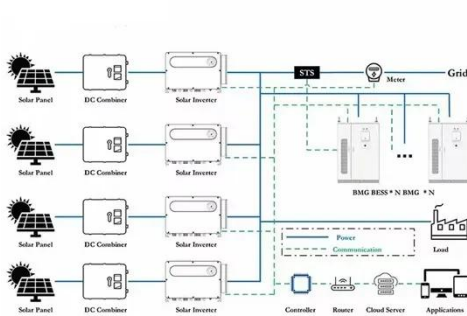 STS
Meter
Grid
Solar Panel
DC Combiner
Solar Inverter
Solar Panel
DC Combiner
Solar Inverter
BMG BESS * N BMG * N
Solar Panel
DC Combiner
Solar Inverter
Power
Communication
Load
Solar Panel
DC Combiner
Solar Inverter
Controller
Router
Cloud Server
Applications